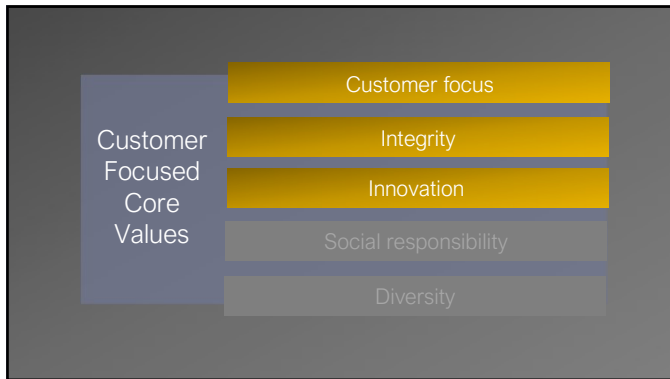 Customer
Focused
Core
Values
Customer focus
Integrity
Innovation
Social responsibility
Diversity